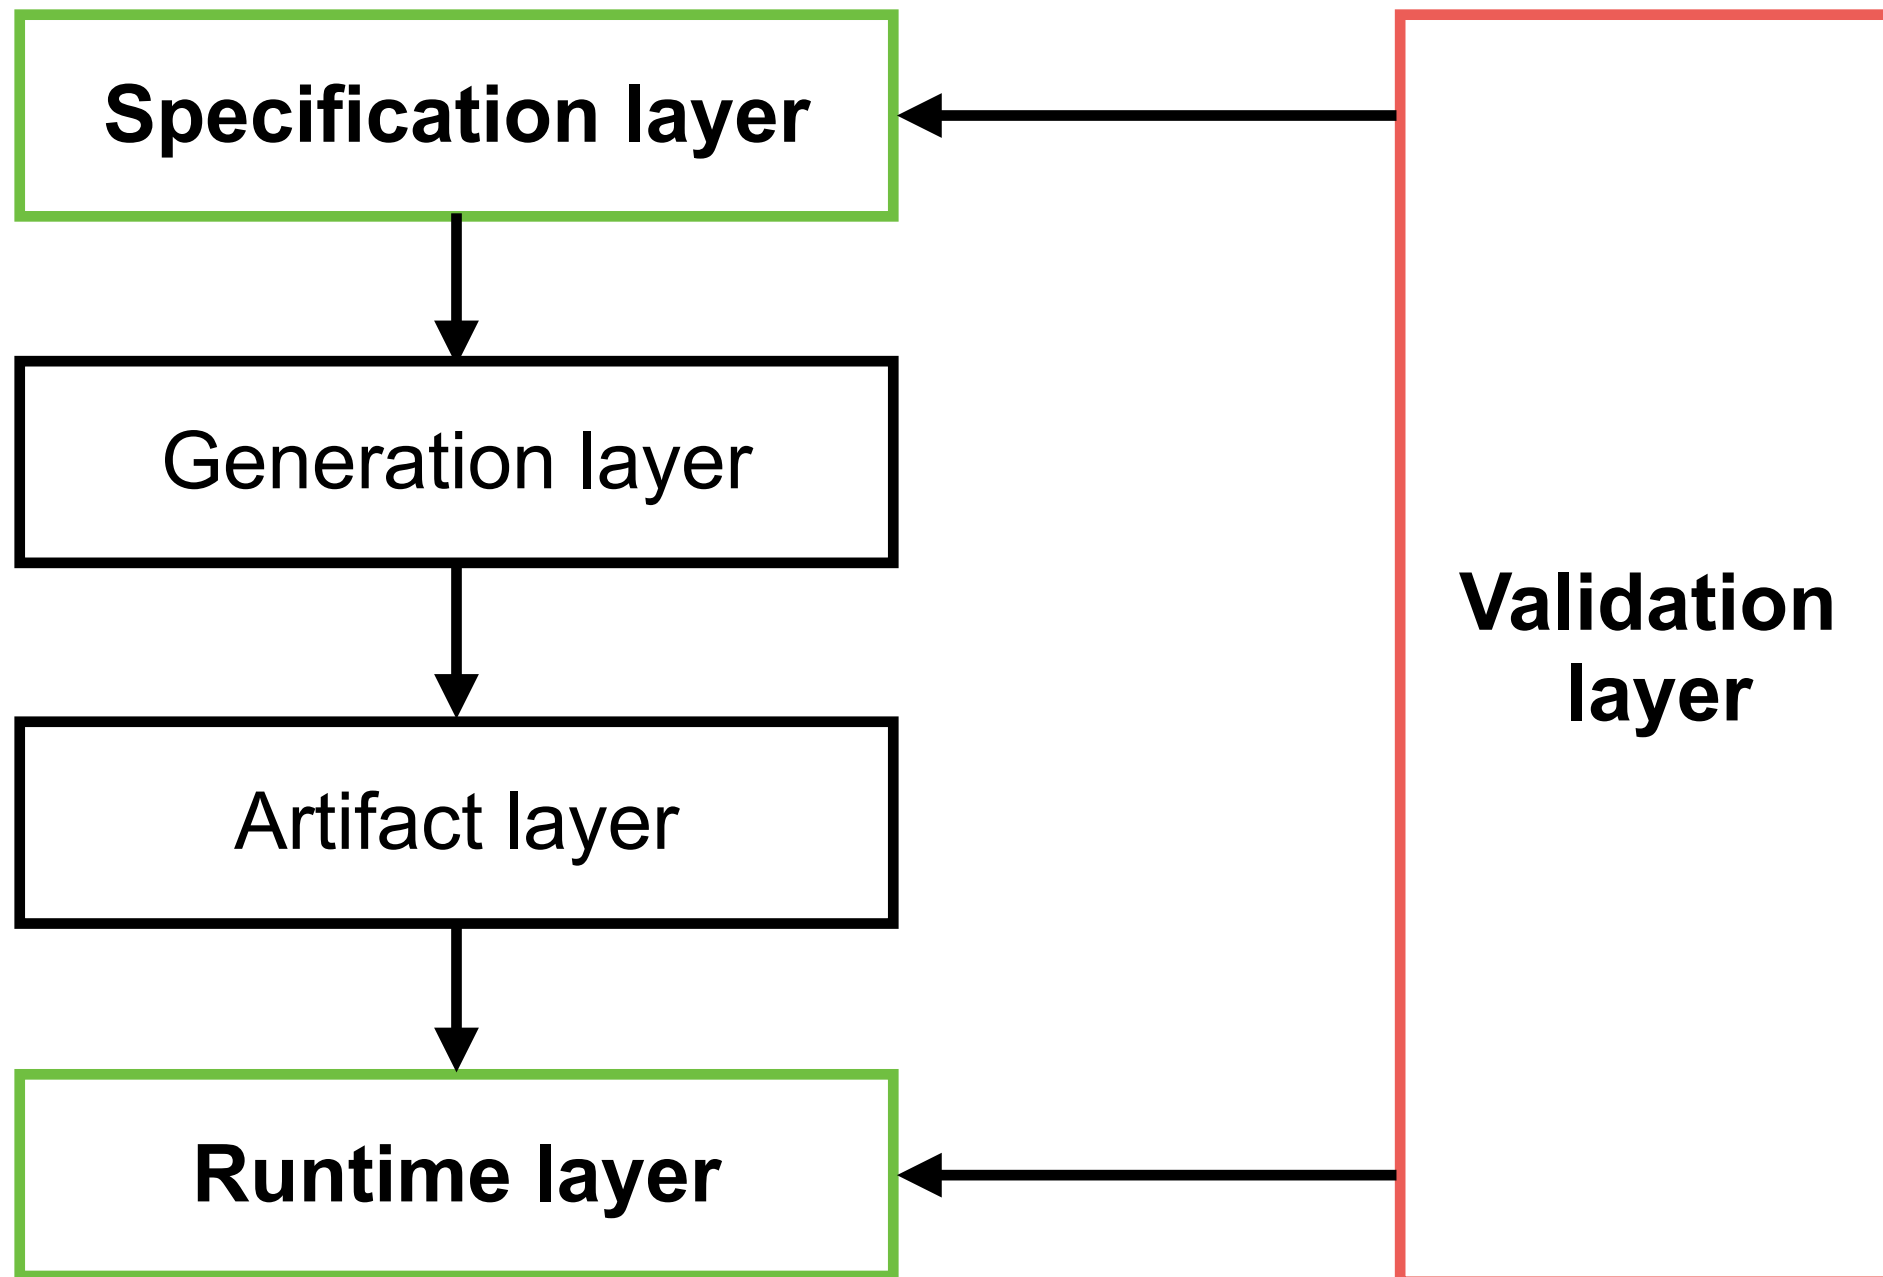 Specification layer
Generation layer
Artifact layer
Runtime layer
Validation
layer